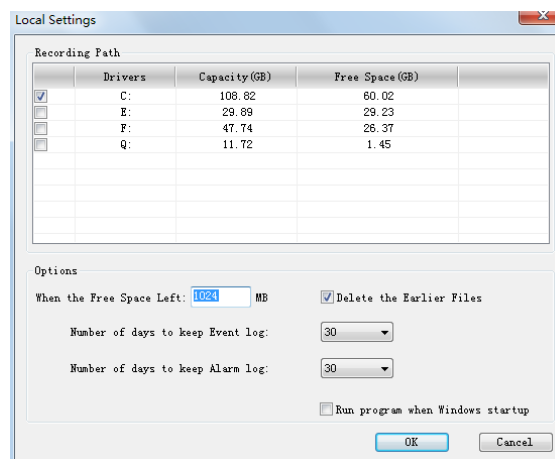 Local Settings
Recording Path
Drivers Capacity(GB) Free Space(GB)
C: 108.82 60.02
E: 29.89 29.23
F: 47.74 26.37
Q: 11.72 1.45
Options
When the Free Space Left: 1024 MB Delete the Earlier Files
Number of days to keep Event log: 30
Number of days to keep Alarm log: 30
Run program when Windows startup
OK Cancel